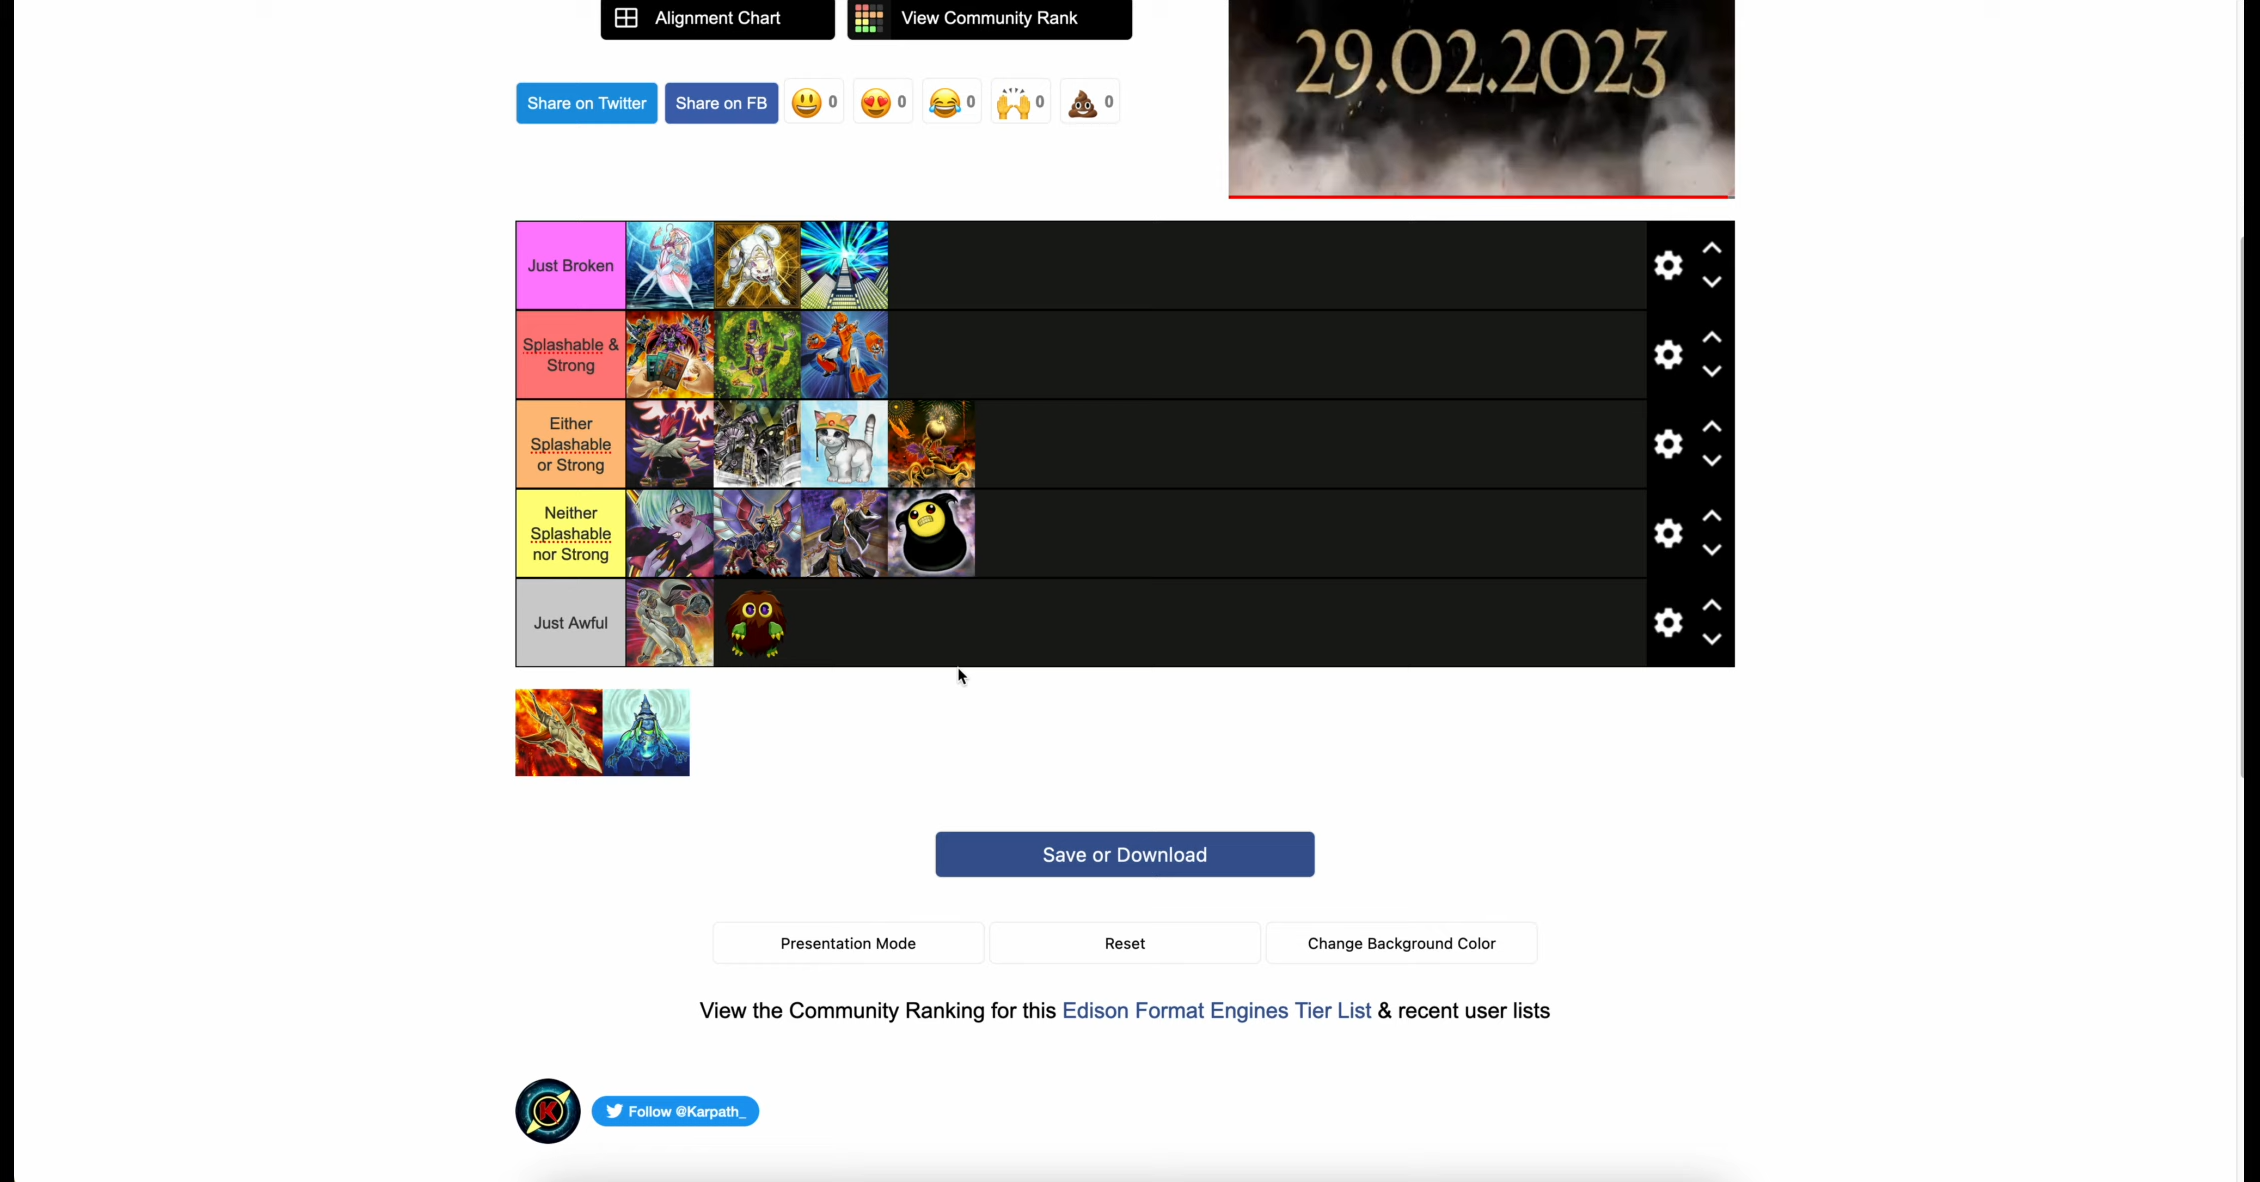 Alignment Chart
View Community Rank
29.02.2023
Share on Twitter
Share on FB
0
0
0
0
0
Just Broken
Splashable &
Strong
Either
Splashable
or Strong
Neither
Splashable
nor Strong
Just Awful
Save or Download
Presentation Mode
Reset
Change Background Color
View the Community Ranking for this Edison Format Engines Tier List & recent user lists
K
Follow @Karpath_